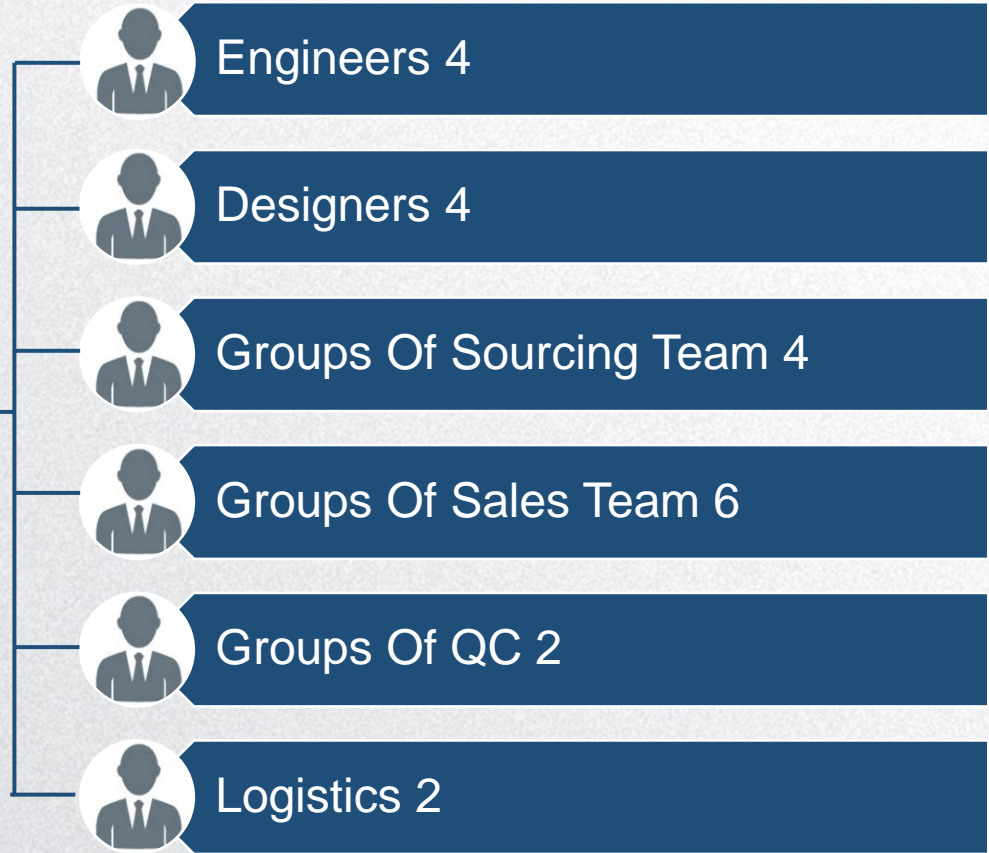 Engineers 4
Designers 4
Groups Of Sourcing Team 4
Groups Of Sales Team 6
Groups Of QC 2
Logistics 2